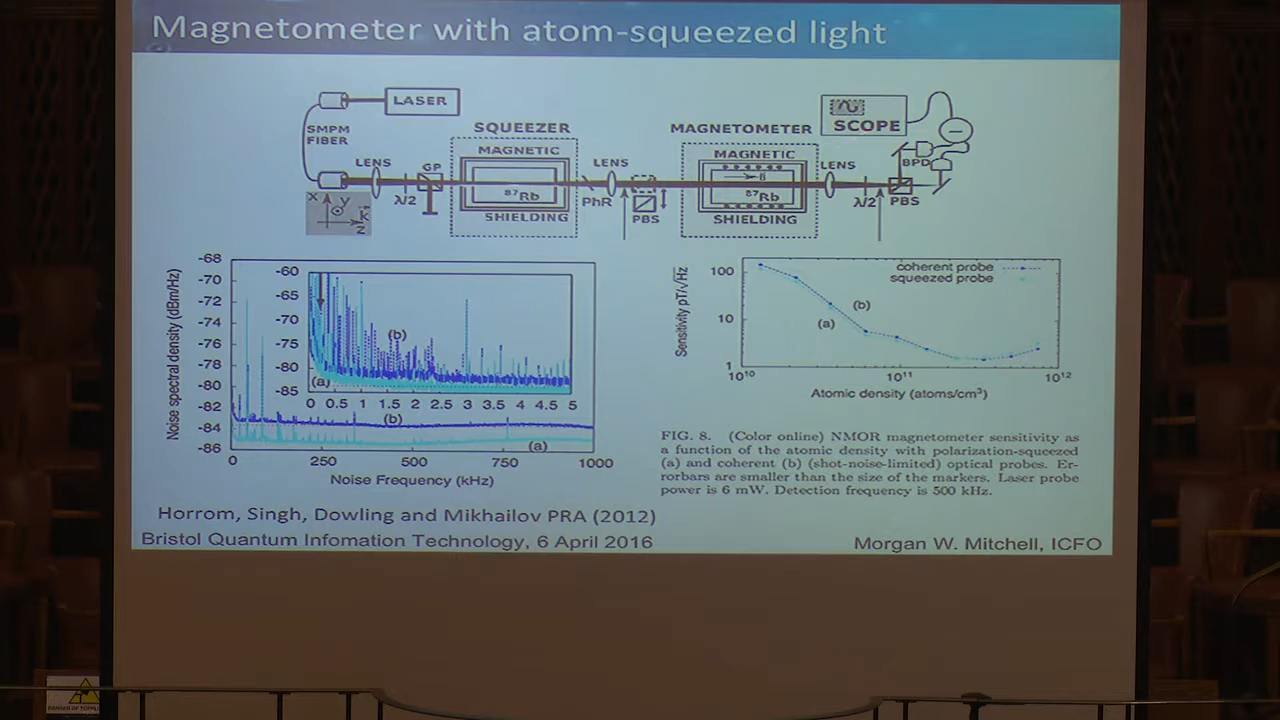 Magnetometer with atom-squeezed light
LASER
SMPM
FIBER
LENS
λ/2
GP
x
y
k
z
SQUEEZER
MAGNETIC
⁸⁷Rb
SHIELDING
LENS
PhR
PBS
MAGNETOMETER
MAGNETIC
B
⁸⁷Rb
SHIELDING
LENS
λ/2
PBS
BPD
SCOPE
Noise spectral density (dBm/Hz)
-68
-70
-72
-74
-76
-78
-80
-82
-84
-86
0
250
500
750
1000
Noise Frequency (kHz)
-60
-65
-70
-75
-80
-85
0
0.5
1
1.5
2
2.5
3
3.5
4
4.5
5
(b)
(a)
(b)
(a)
Sensitivity pT/√Hz
100
10
1
10¹⁰
10¹¹
10¹²
Atomic density (atoms/cm³)
coherent probe
squeezed probe
(b)
(a)
FIG. 8. (Color online) NMOR magnetometer sensitivity as
a function of the atomic density with polarization-squeezed
(a) and coherent (b) (shot-noise-limited) optical probes. Er-
rorbars are smaller than the size of the markers. Laser probe
power is 6 mW. Detection frequency is 500 kHz.
Horrom, Singh, Dowling and Mikhailov PRA (2012)
Bristol Quantum Infomation Technology, 6 April 2016
Morgan W. Mitchell, ICFO